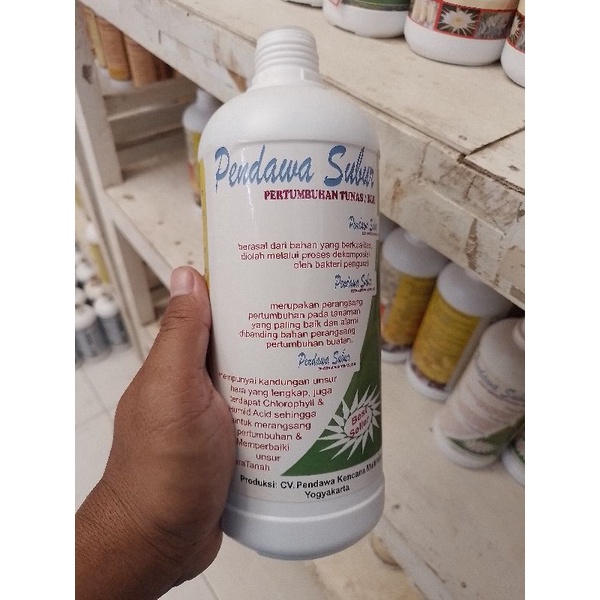 Pendawa Subur
PERTUMBUHAN TUNAS
Pendawa Subur
berasal dari bahan yang berkualitas,
diolah melalui proses dekomposisi
oleh bakteri pengurai
Pendawa Subur
merupakan perangsang
pertumbuhan pada tanaman
yang paling baik dan alami
dibanding bahan perangsang
pertumbuhan buatan.
Pendawa Subur
mempunyai kandungan unsur
hara yang lengkap, juga
terdapat Chlorophyll &
Humid Acid sehingga
untuk merangsang
pertumbuhan &
Memperbaiki
unsur
Tanah
Best
Seller
Produksi: CV. Pendawa Kencana
Yogyakarta